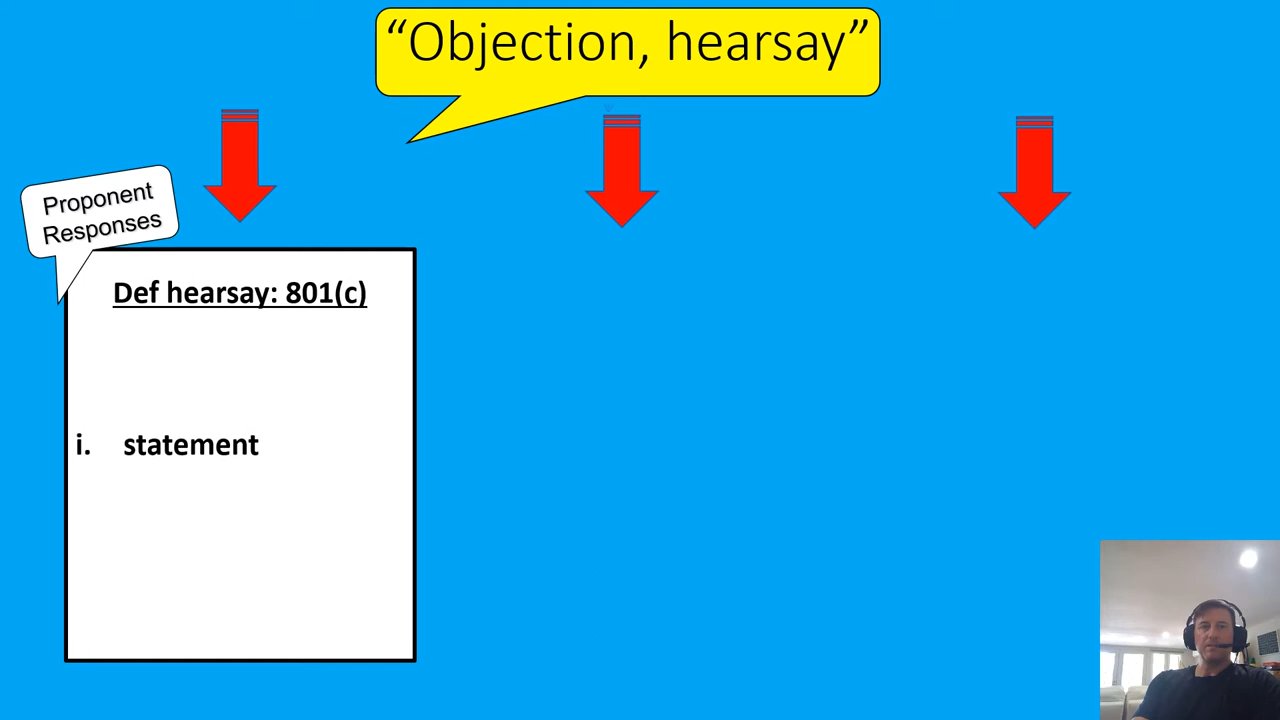 “Objection, hearsay”
Proponent
Responses
Def hearsay: 801(c)
i. statement